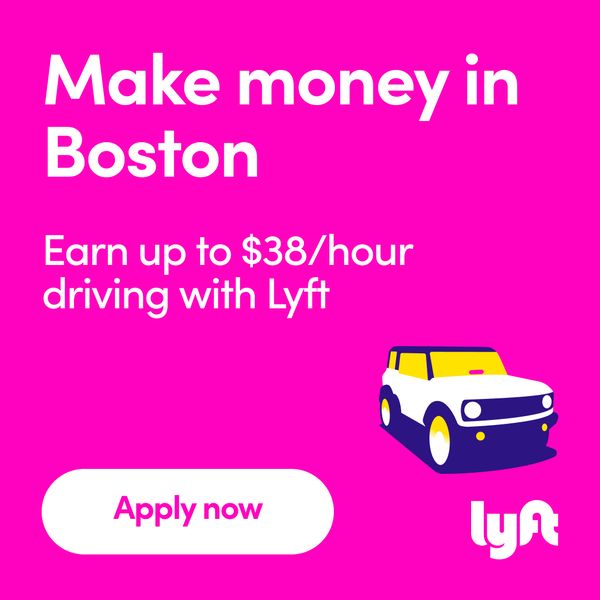 Make money in
Boston
Earn up to $38/hour
driving with Lyft
Apply now
lyft